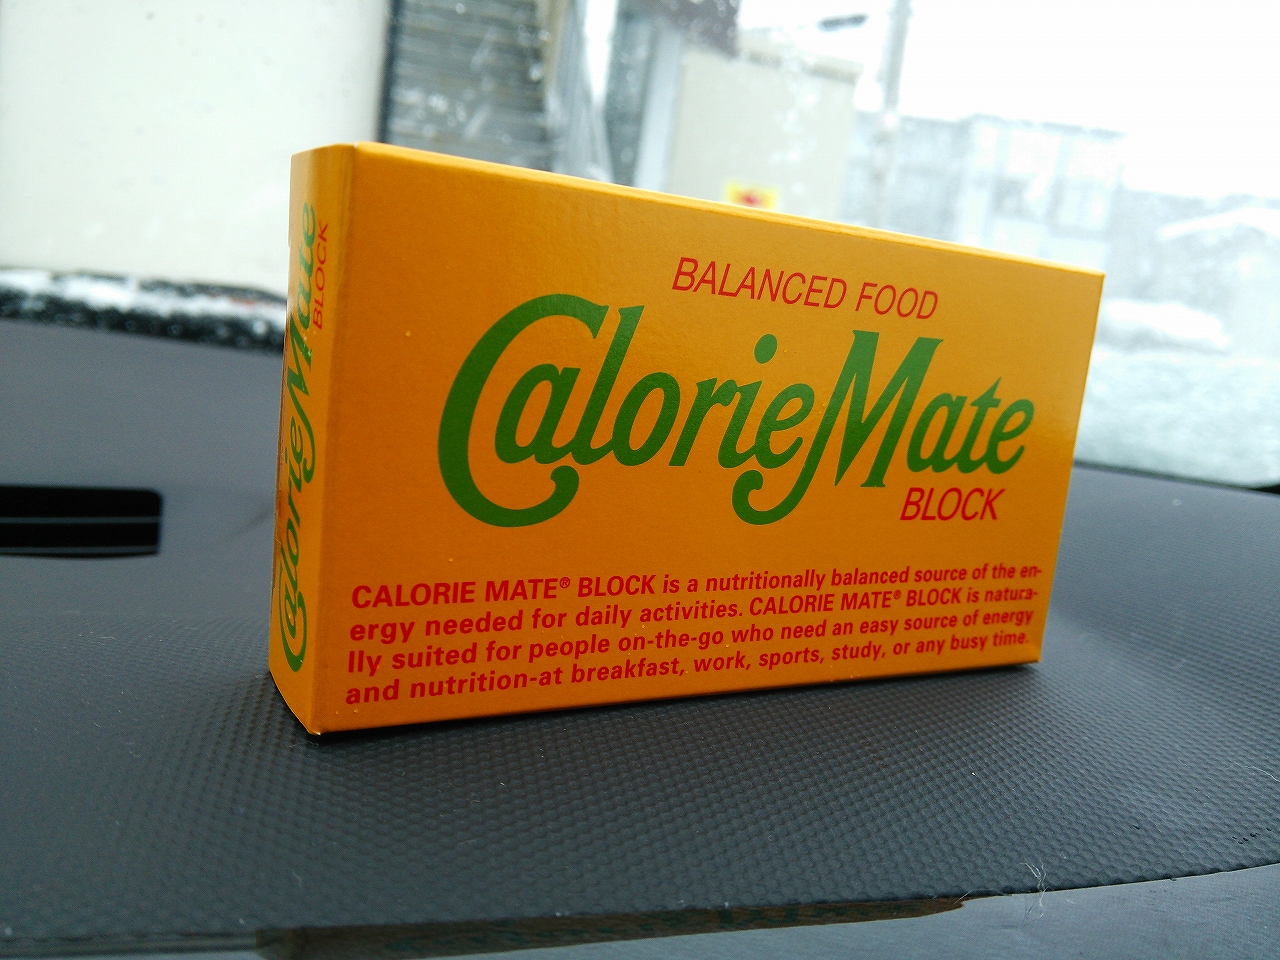 BALANCED FOOD
CalorieMate
BLOCK
CALORIE MATE® BLOCK is a nutritionally balanced source of the en-
ergy needed for daily activities. CALORIE MATE® BLOCK is natura-
lly suited for people on-the-go who need an easy source of energy
and nutrition-at breakfast, work, sports, study, or any busy time.
CalorieMate
BLOCK